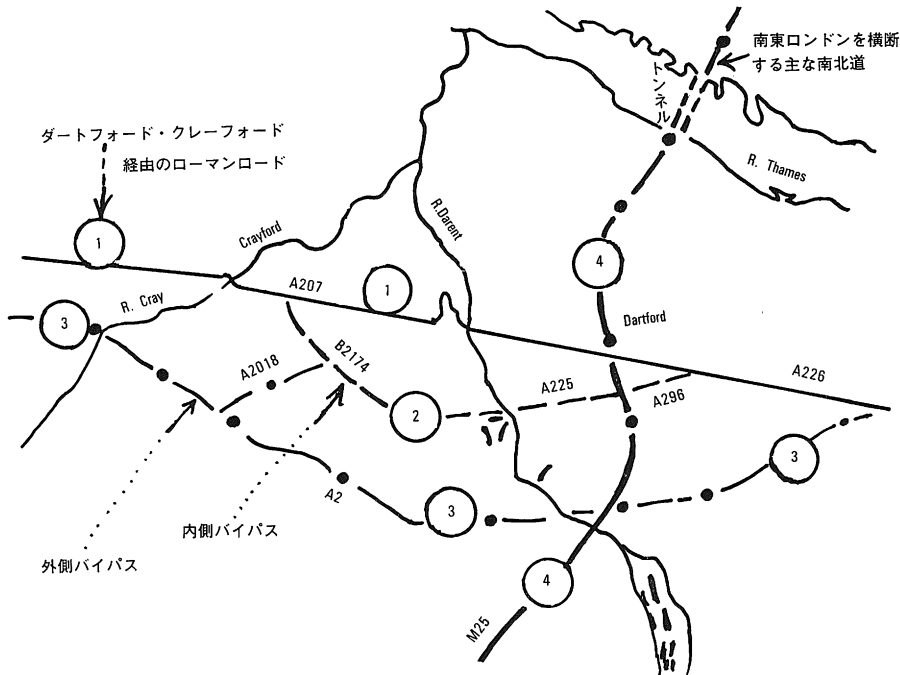 南東ロンドンを横断
する主な南北道
トンネル
R. Thames
ダートフォード・クレーフォード
経由のローマンロード
1
Crayford
R.Darent
4
A207
1
R. Cray
3
Dartford
B2174
A2018
A225
A226
A296
2
3
A2
3
内側バイパス
外側バイパス
4
M25